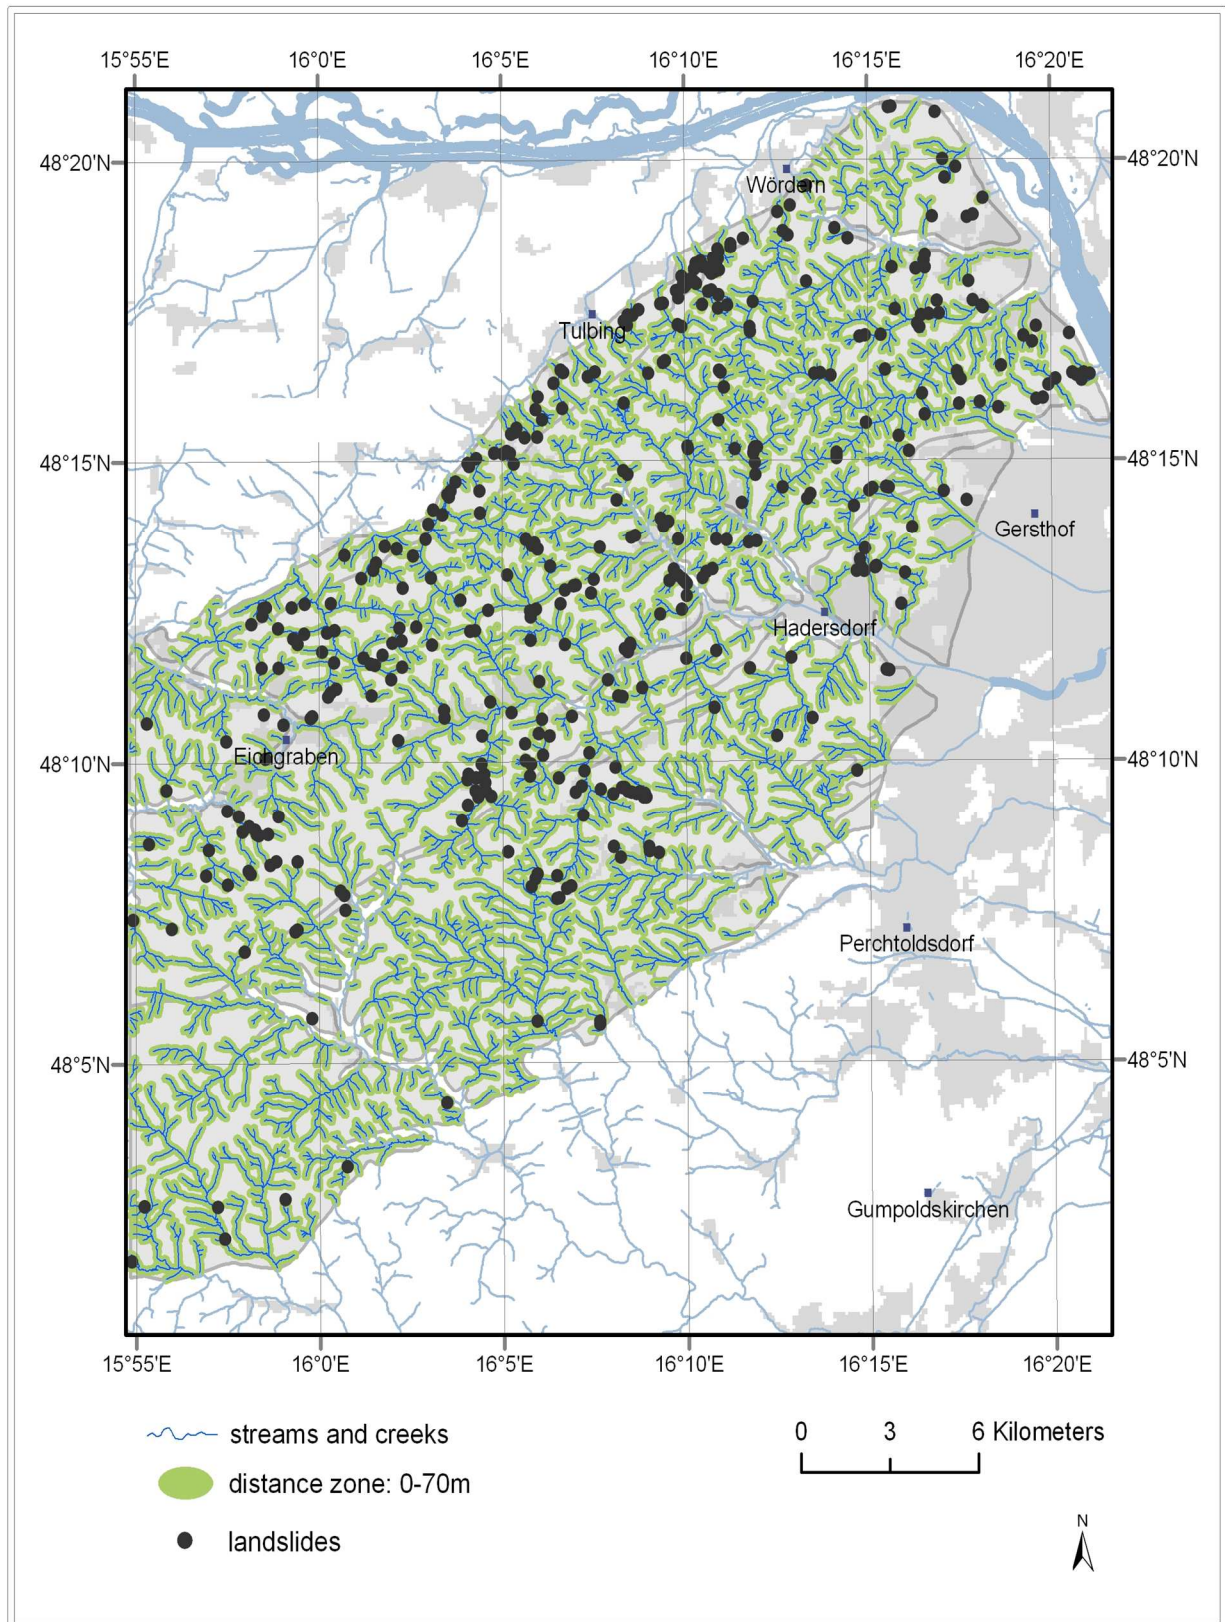 15°55'E 16°0'E 16°5'E 16°10'E 16°15'E 16°20'E
48°20'N 48°20'N
Wördern
Tulbing
48°15'N 48°15'N
Gersthof
Hadersdorf
Eichgraben
48°10'N 48°10'N
Perchtoldsdorf
48°5'N 48°5'N
Gumpoldskirchen
15°55'E 16°0'E 16°5'E 16°10'E 16°15'E 16°20'E
streams and creeks
0 3 6 Kilometers
distance zone: 0-70m
N
landslides